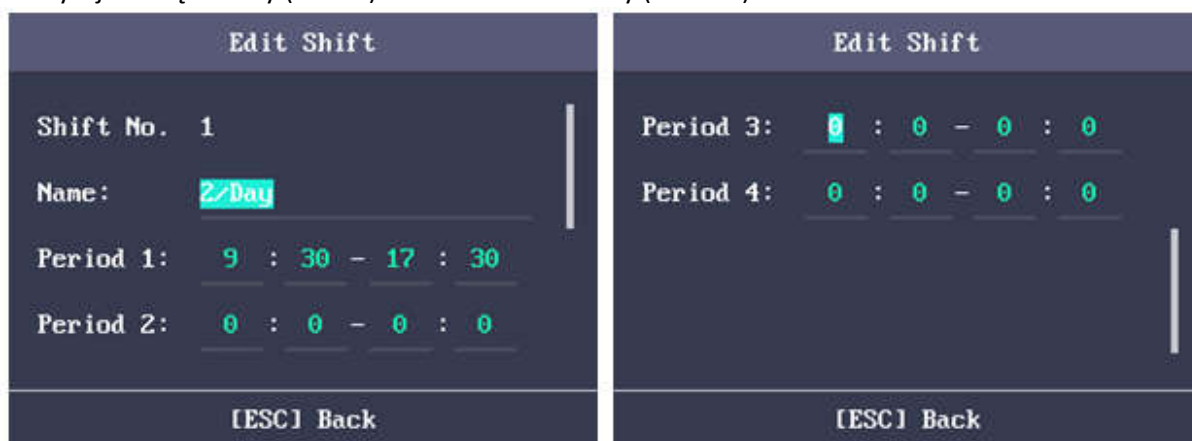 Edit Shift
Shift No. 1
Name: 2/Day
Period 1: 9 : 30 - 17 : 30
Period 2: 0 : 0 - 0 : 0
[ESC] Back
Edit Shift
Period 3: 0 : 0 - 0 : 0
Period 4: 0 : 0 - 0 : 0
[ESC] Back